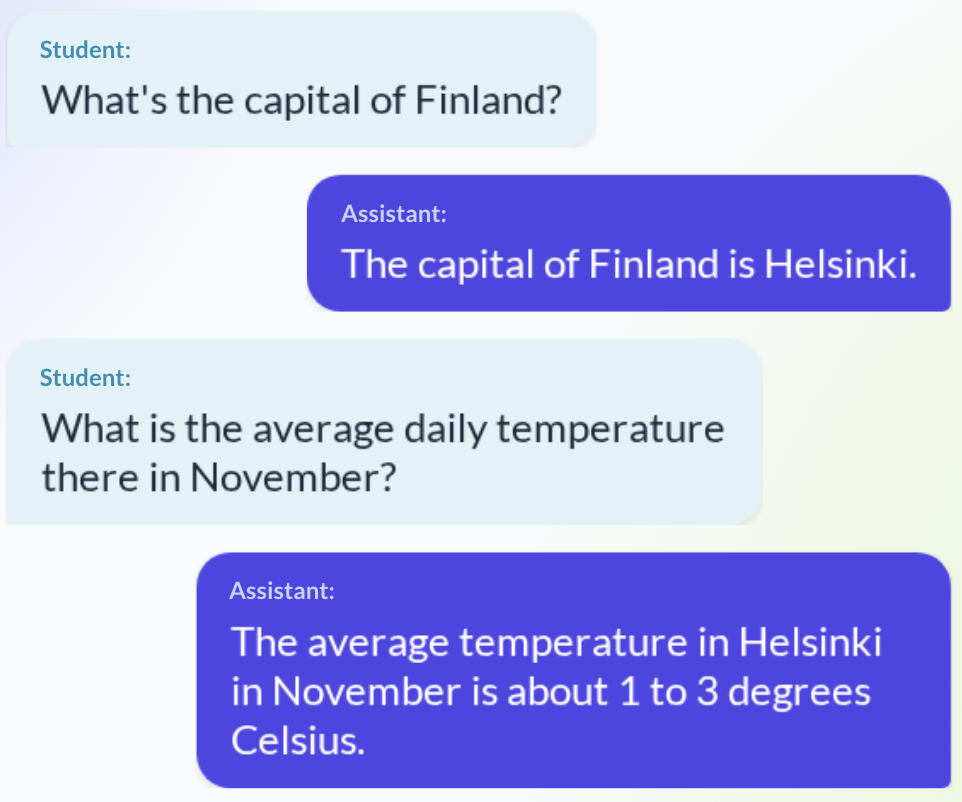 Student:
What's the capital of Finland?
Assistant:
The capital of Finland is Helsinki.
Student:
What is the average daily temperature
there in November?
Assistant:
The average temperature in Helsinki
in November is about 1 to 3 degrees
Celsius.